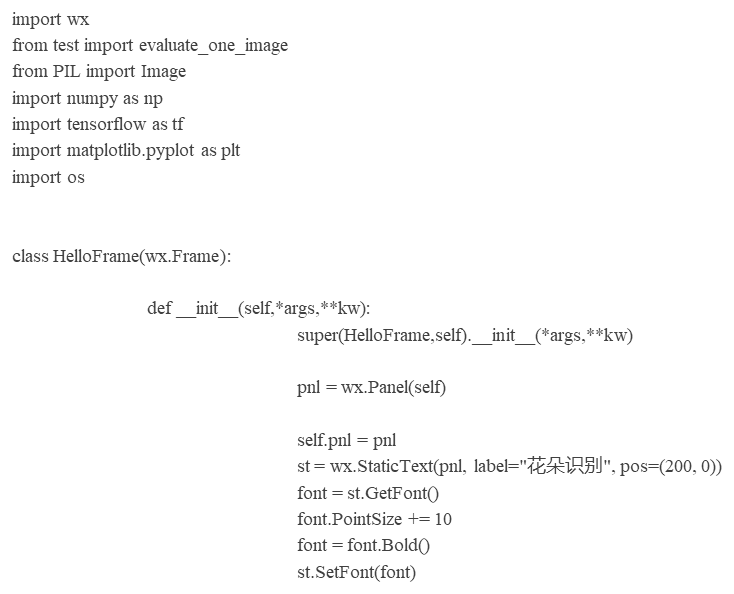 import wx
from test import evaluate_one_image
from PIL import Image
import numpy as np
import tensorflow as tf
import matplotlib.pyplot as plt
import os
class HelloFrame(wx.Frame):
def __init__(self,*args,**kw):
super(HelloFrame,self).__init__(*args,**kw)
pnl = wx.Panel(self)
self.pnl = pnl
st = wx.StaticText(pnl, label="花朵识别", pos=(200, 0))
font = st.GetFont()
font.PointSize += 10
font = font.Bold()
st.SetFont(font)